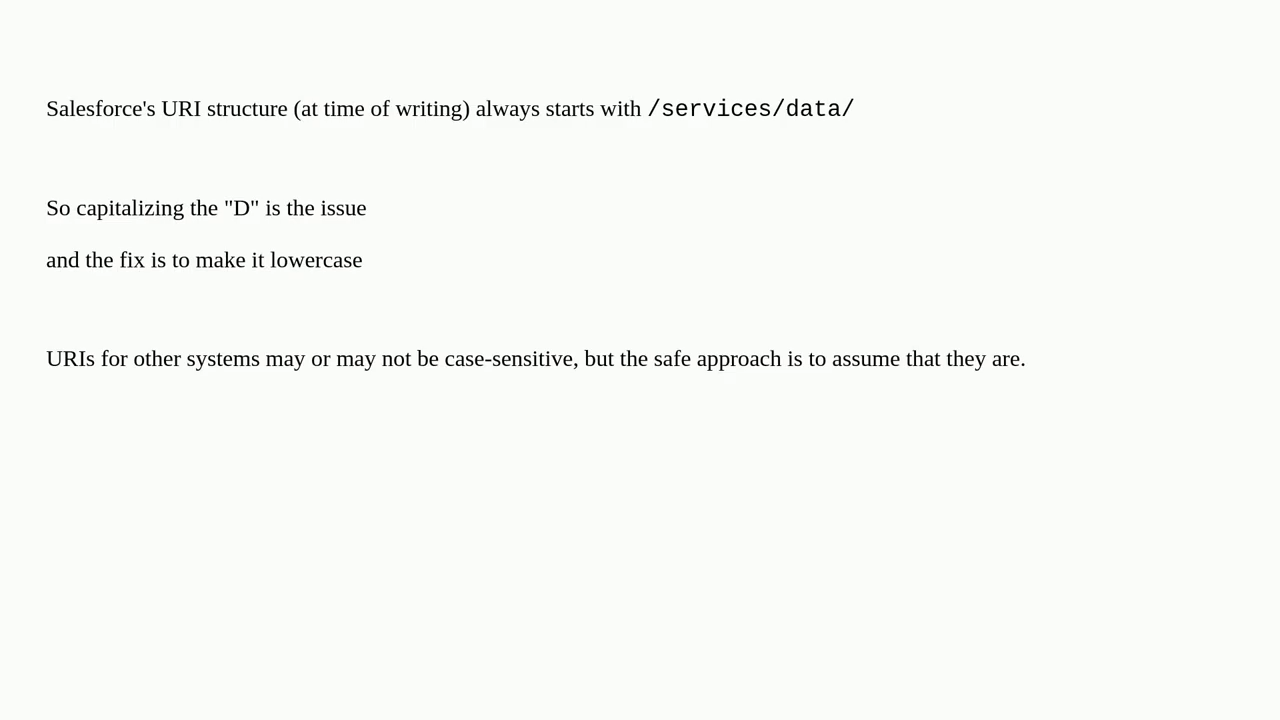 Salesforce's URI structure (at time of writing) always starts with /services/data/
So capitalizing the "D" is the issue
and the fix is to make it lowercase
URIs for other systems may or may not be case-sensitive, but the safe approach is to assume that they are.